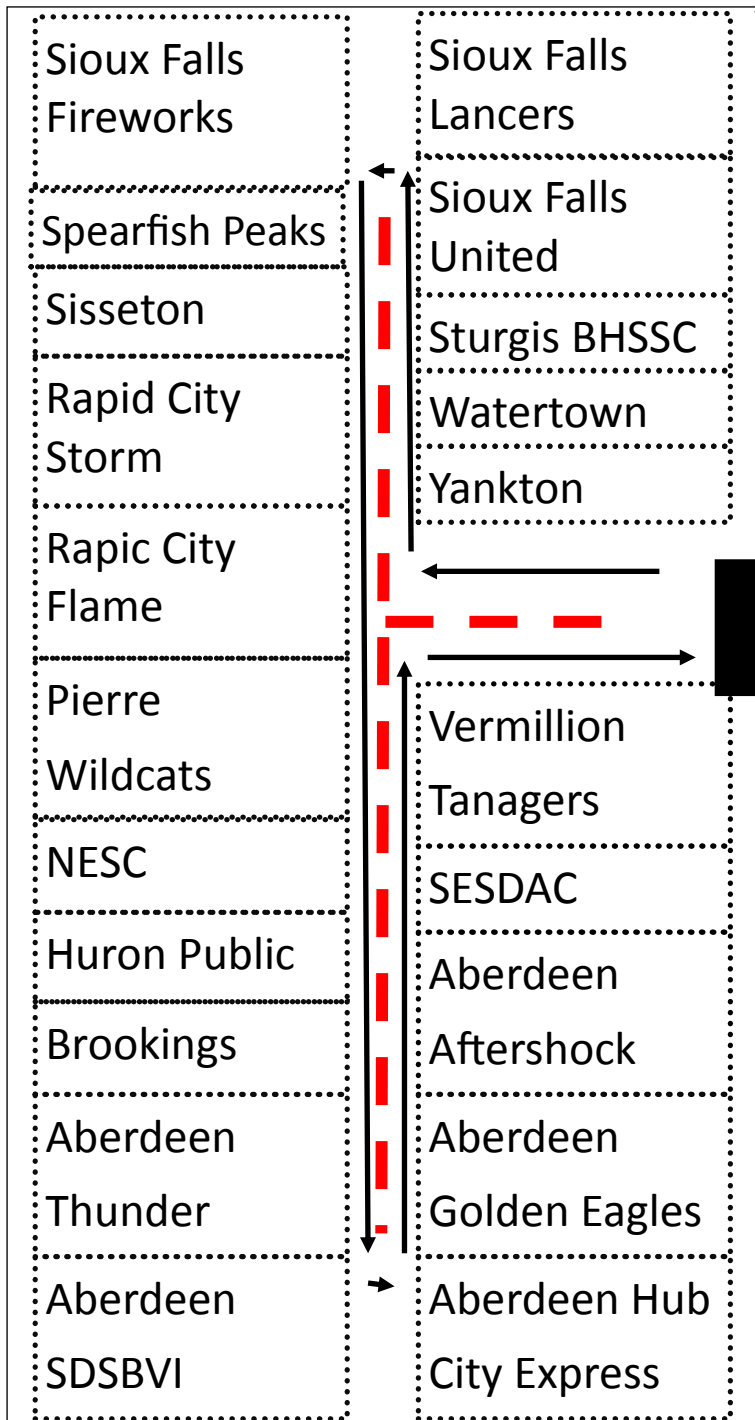 Sioux Falls
Fireworks
Spearfish Peaks
Sisseton
Rapid City
Storm
Rapic City
Flame
Pierre
Wildcats
NESC
Huron Public
Brookings
Aberdeen
Thunder
Aberdeen
SDSBVI
Sioux Falls
Lancers
Sioux Falls
United
Sturgis BHSSC
Watertown
Yankton
Vermillion
Tanagers
SESDAC
Aberdeen
Aftershock
Aberdeen
Golden Eagles
Aberdeen Hub
City Express